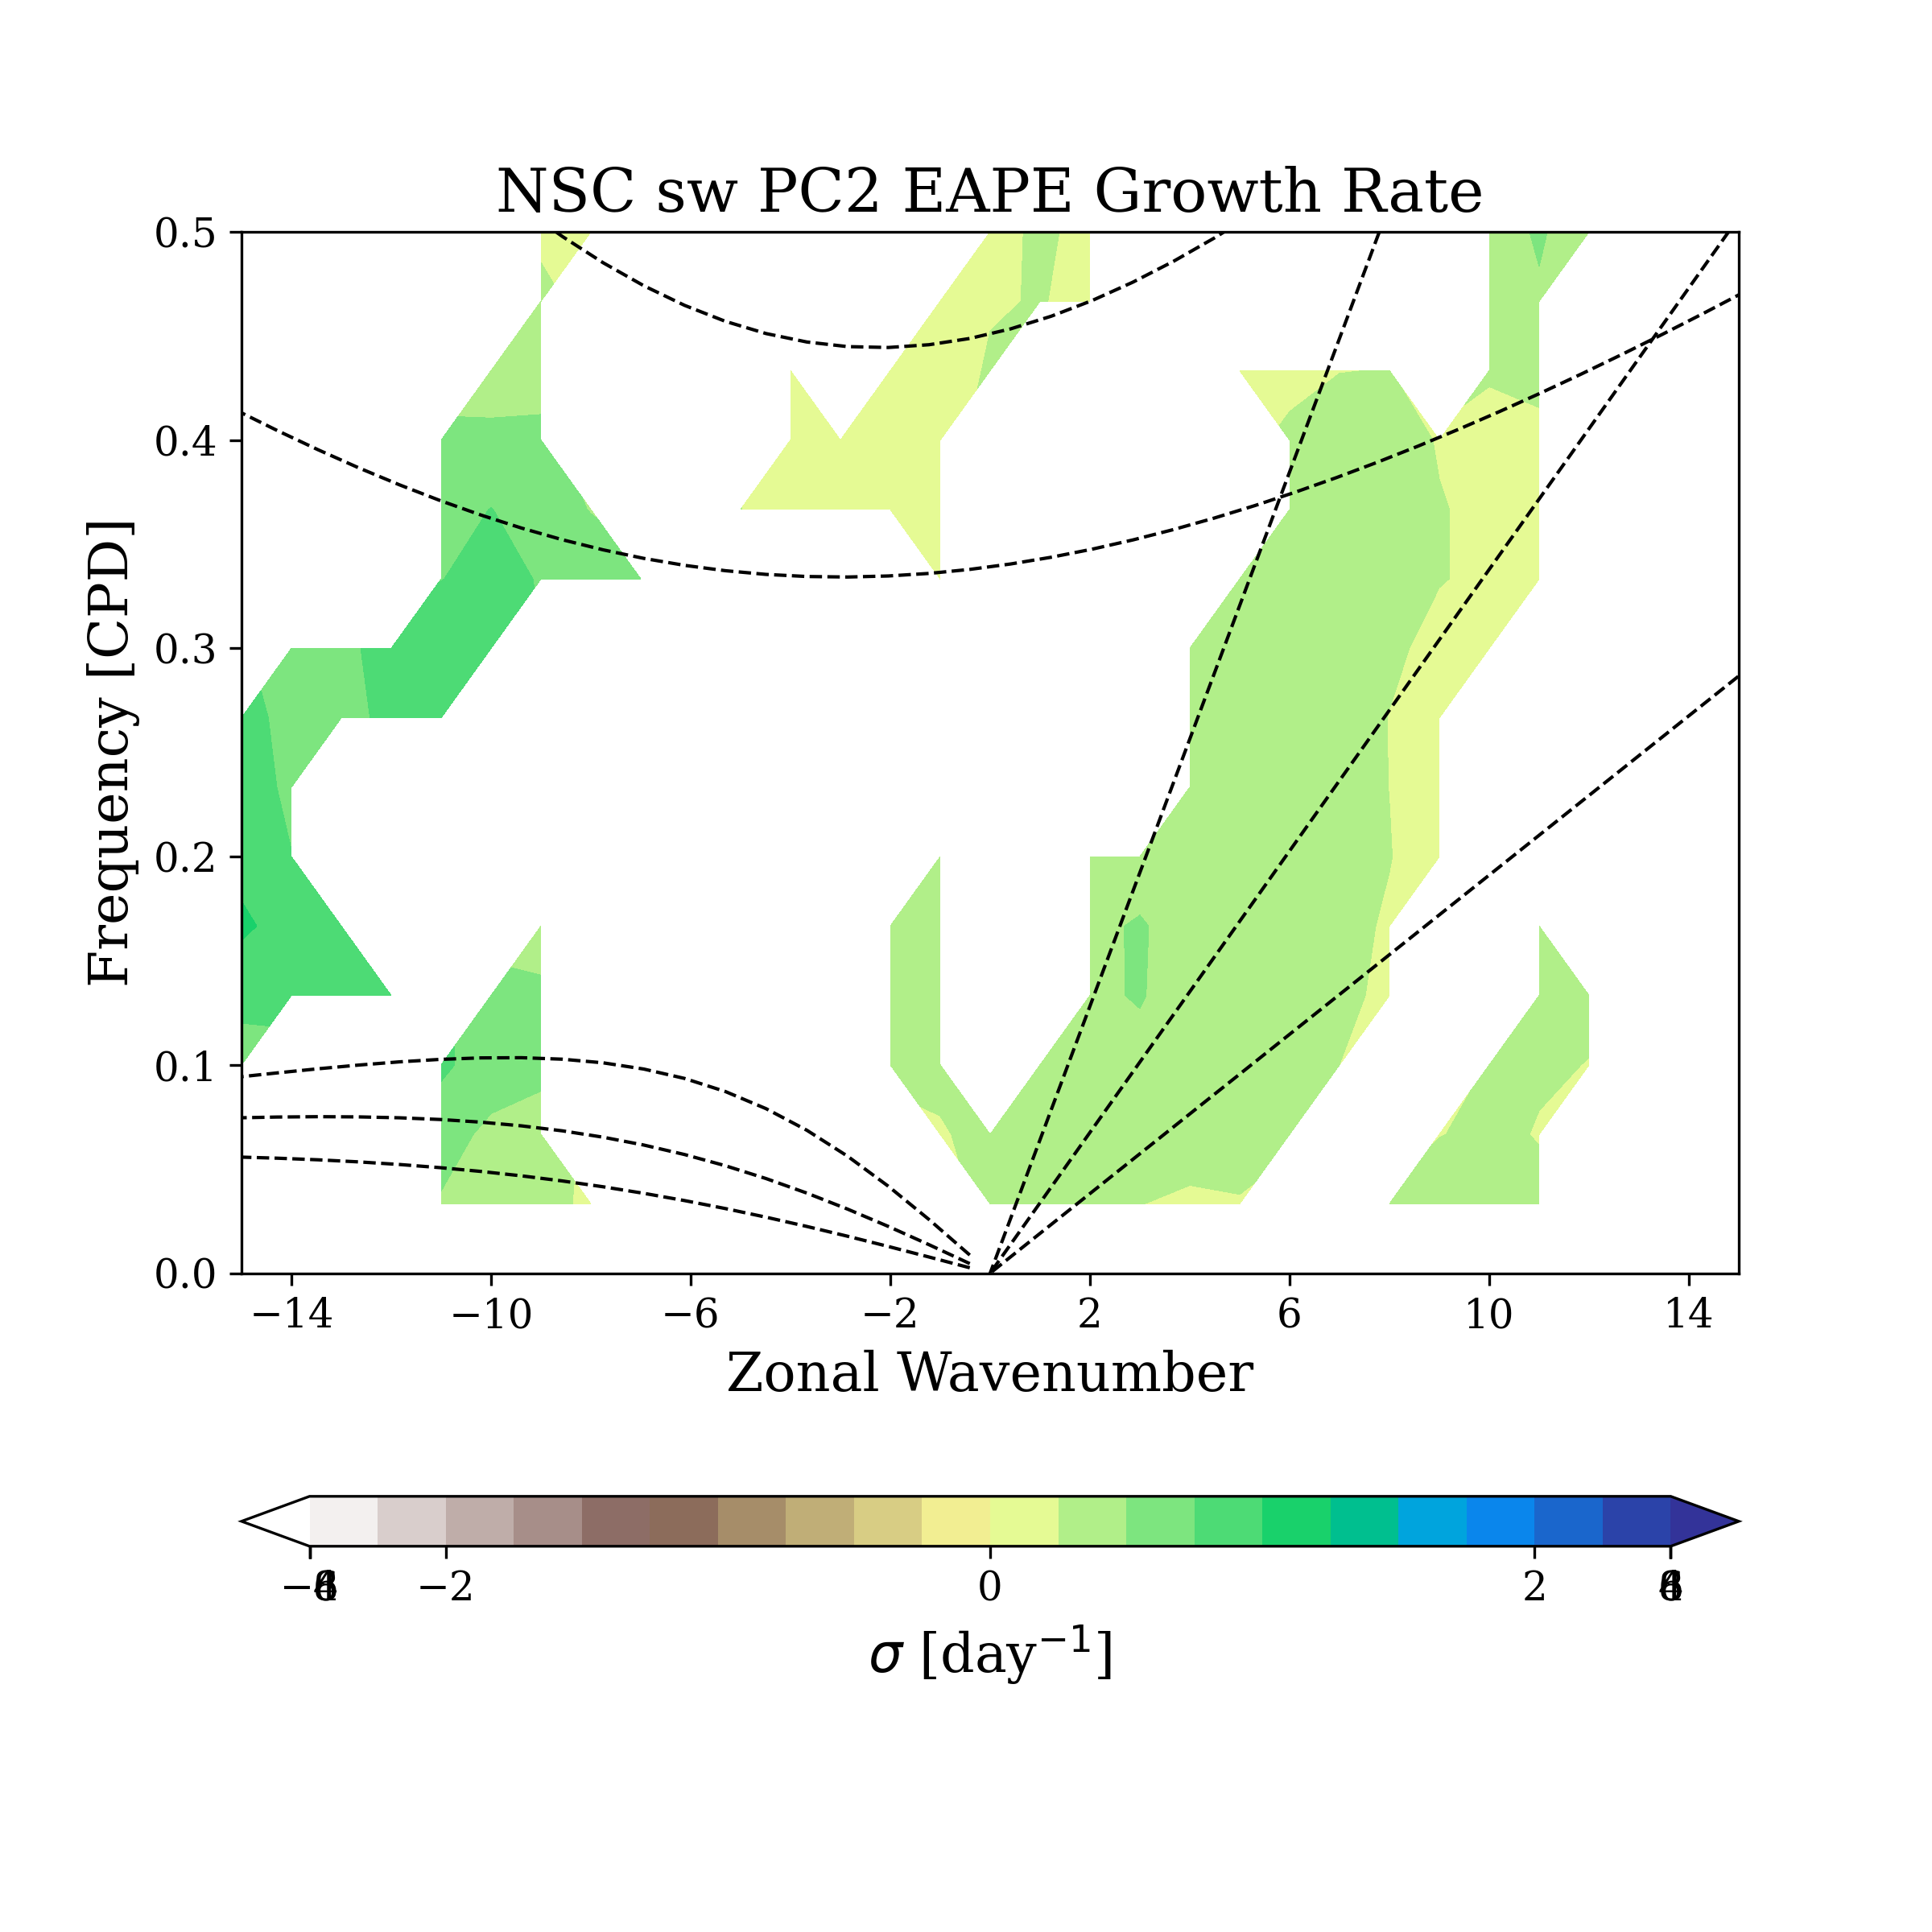 NSC sw PC2 EAPE Growth Rate
0.5
0.4
0.3
0.2
0.1
0.0
Frequency [CPD]
−14 −10 −6 −2 2 6 10 14
Zonal Wavenumber
−2 0 2
σ [day⁻¹]